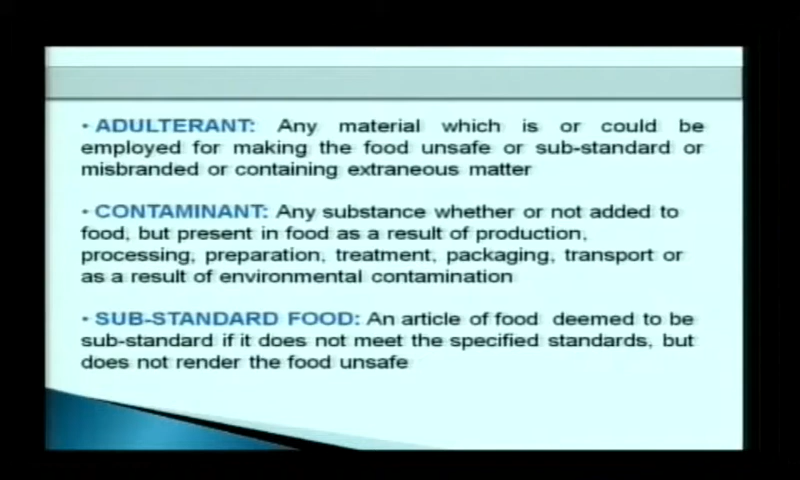 • ADULTERANT: Any material which is or could be
employed for making the food unsafe or sub-standard or
misbranded or containing extraneous matter
• CONTAMINANT: Any substance whether or not added to
food, but present in food as a result of production,
processing, preparation, treatment, packaging, transport or
as a result of environmental contamination
• SUB-STANDARD FOOD: An article of food deemed to be
sub-standard if it does not meet the specified standards, but
does not render the food unsafe